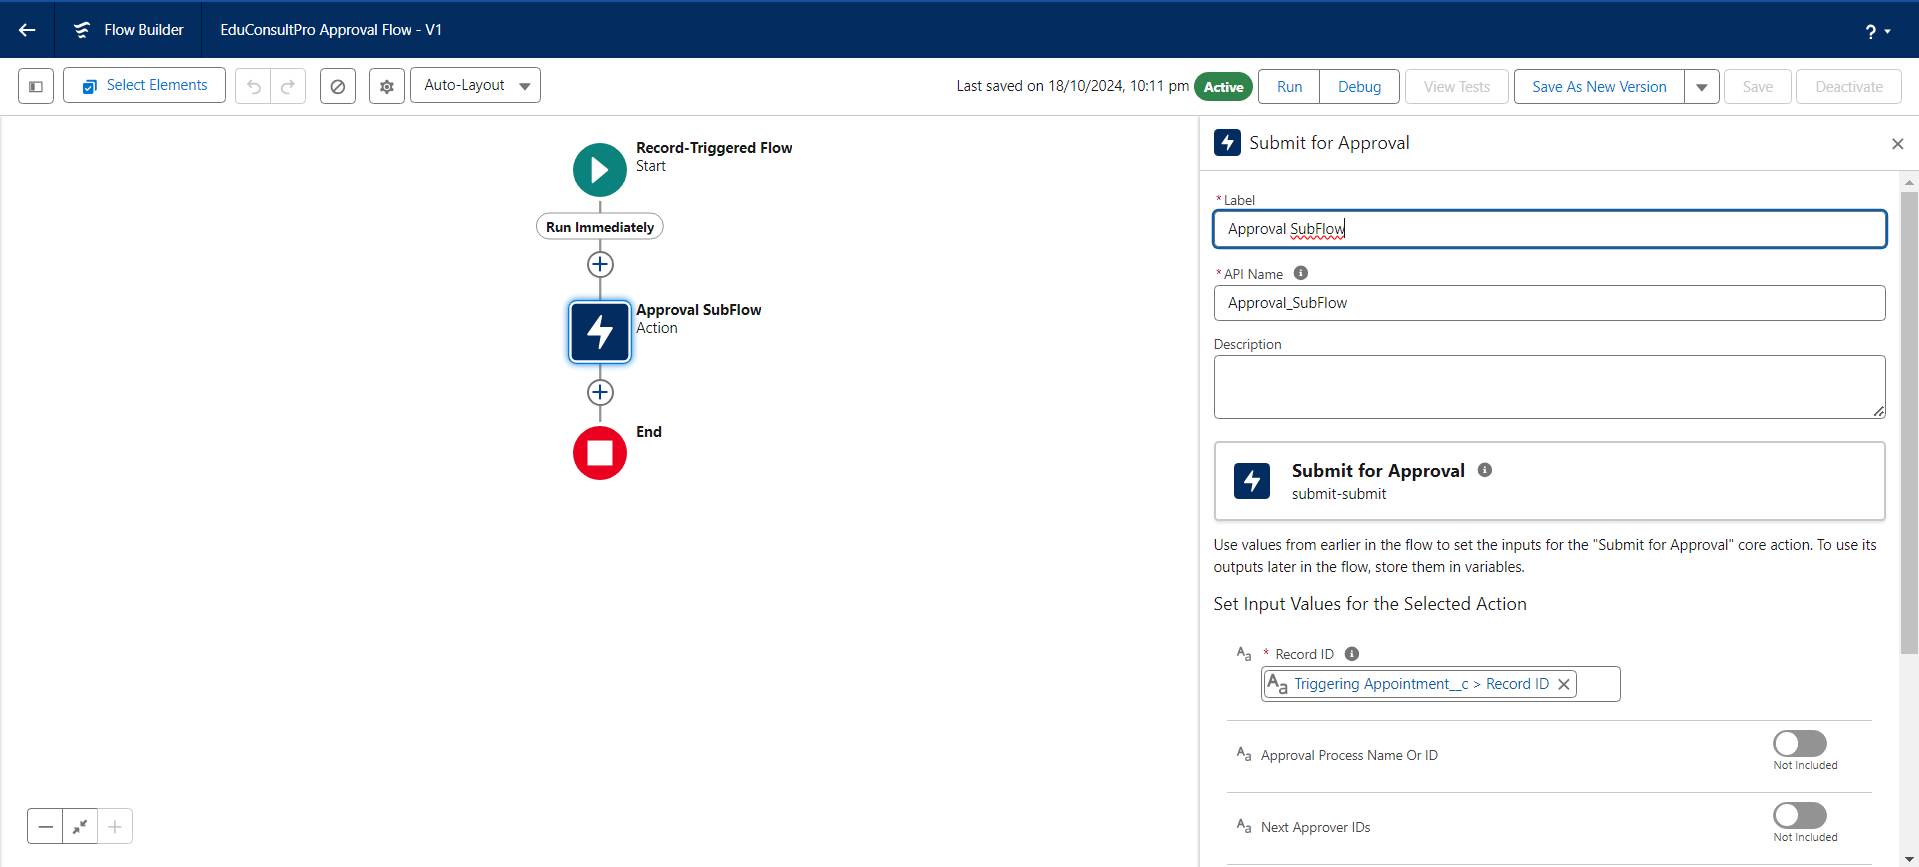 Flow Builder
EduConsultPro Approval Flow - V1
?
Select Elements
Auto-Layout
Last saved on 18/10/2024, 10:11 pm
Active
Run
Debug
View Tests
Save As New Version
Save
Deactivate
Record-Triggered Flow
Start
Run Immediately
Approval SubFlow
Action
End
Submit for Approval
* Label
Approval SubFlow
* API Name
Approval_SubFlow
Description
Submit for Approval
submit-submit
Use values from earlier in the flow to set the inputs for the "Submit for Approval" core action. To use its
outputs later in the flow, store them in variables.
Set Input Values for the Selected Action
Aa * Record ID
Aa Triggering Appointment__c > Record ID
Aa Approval Process Name Or ID
Not Included
Aa Next Approver IDs
Not Included